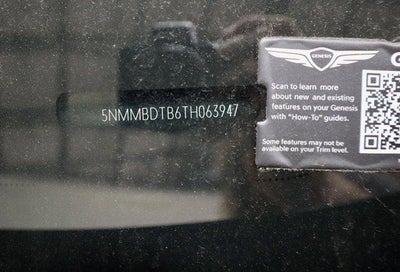 5NMMBDTB6TH063947
GENESIS
Scan to learn more
about new and existing
features on your Genesis
with "How-To" guides.
Some features may not be
available on your Trim level.